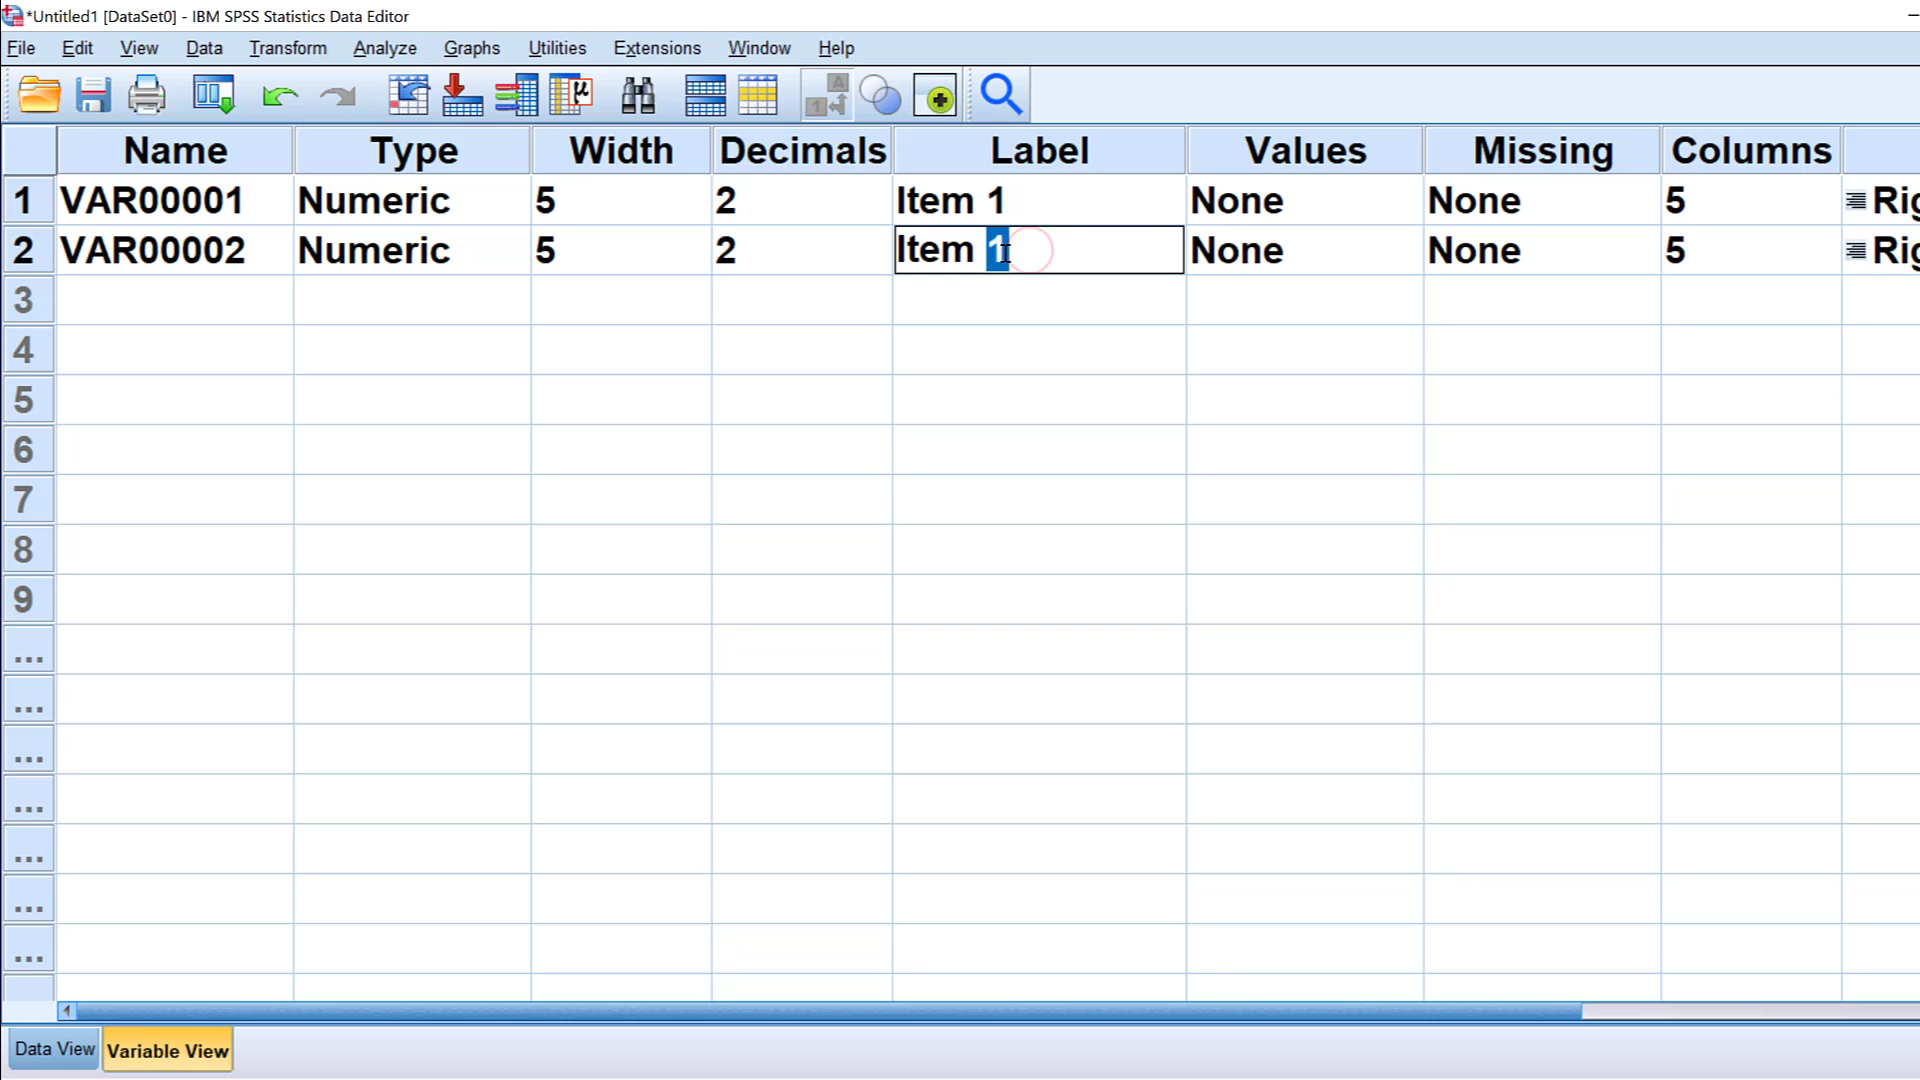 *Untitled1 [DataSet0] - IBM SPSS Statistics Data Editor
File Edit View Data Transform Analyze Graphs Utilities Extensions Window Help
Name Type Width Decimals Label Values Missing Columns
1 VAR00001 Numeric 5 2 Item 1 None None 5 Rig
2 VAR00002 Numeric 5 2 Item 1 None None 5 Rig
3
4
5
6
7
8
9
...
...
...
...
...
...
...
Data View Variable View